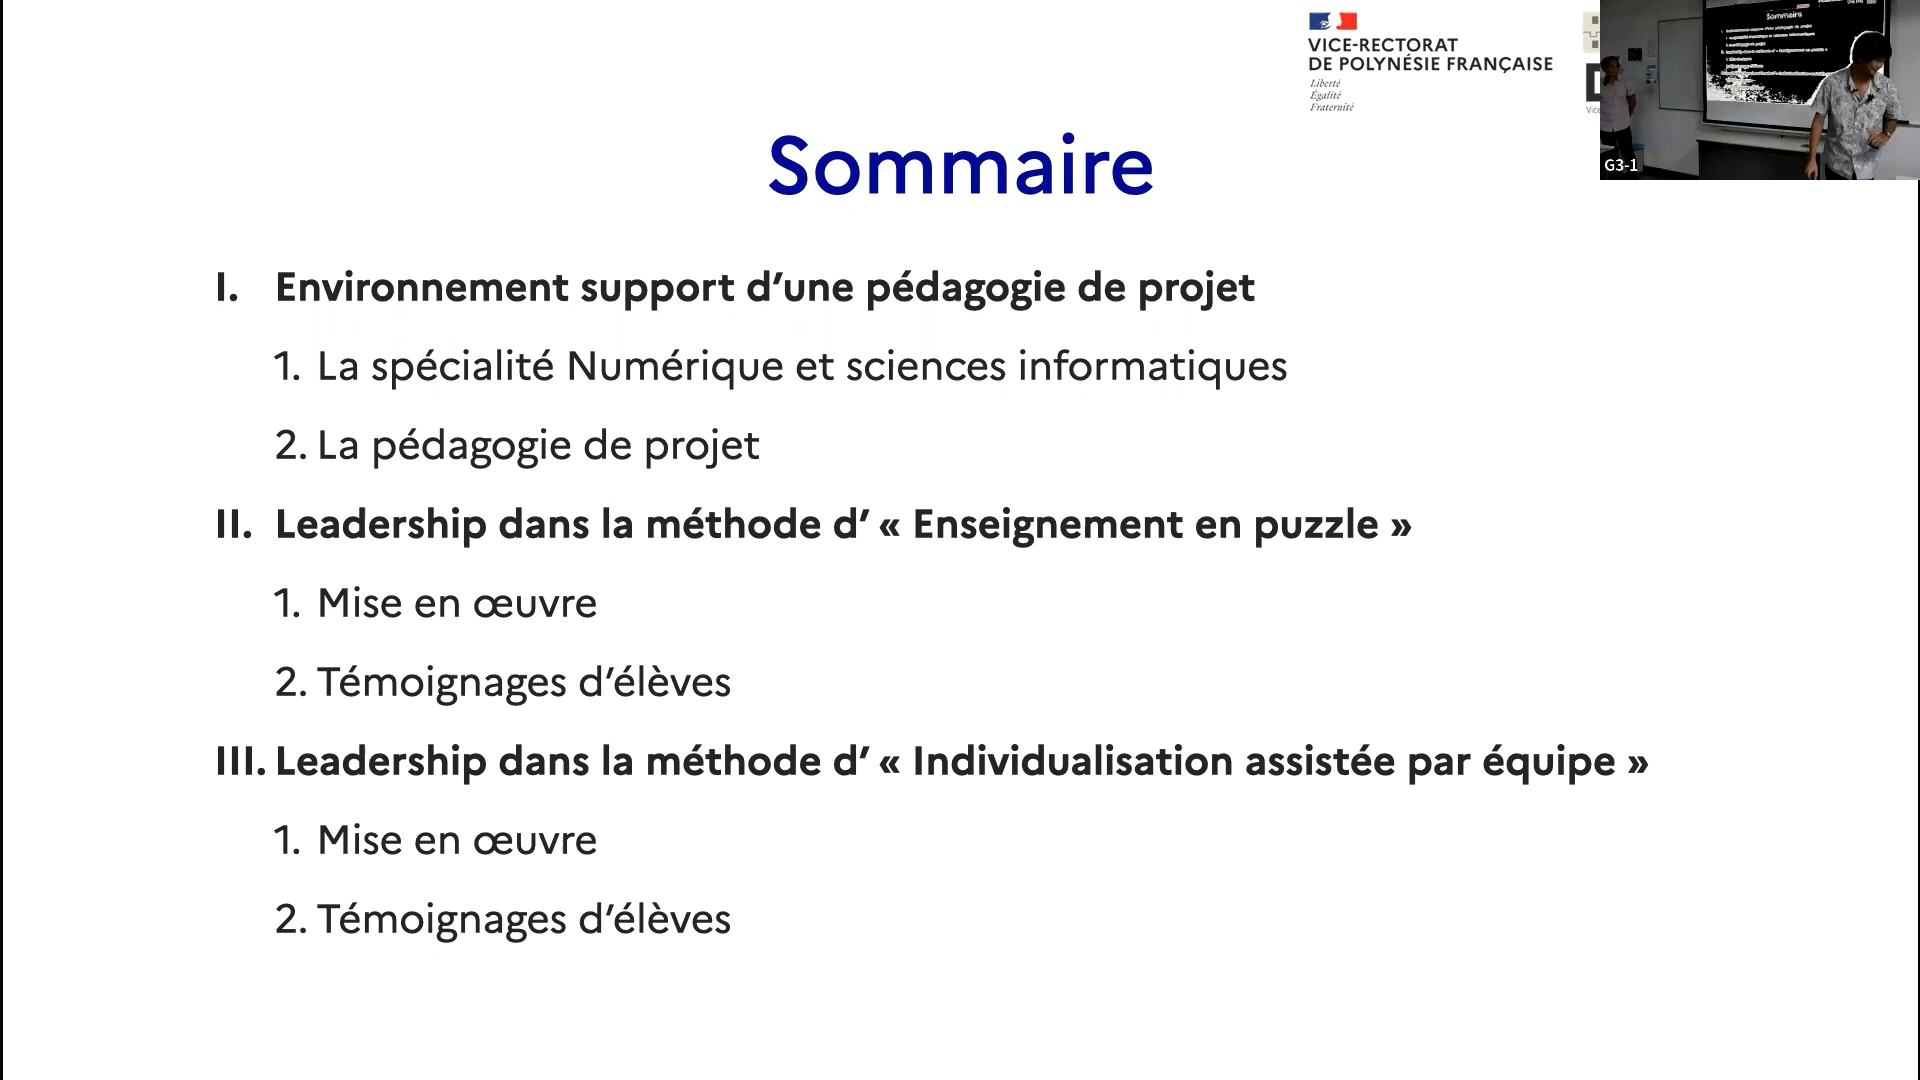 VICE-RECTORAT
DE POLYNÉSIE FRANÇAISE
Liberté
Égalité
Fraternité
Sommaire
G3-1
Sommaire
I. Environnement support d’une pédagogie de projet
1. La spécialité Numérique et sciences informatiques
2. La pédagogie de projet
II. Leadership dans la méthode d’ « Enseignement en puzzle »
1. Mise en œuvre
2. Témoignages d’élèves
III. Leadership dans la méthode d’ « Individualisation assistée par équipe »
1. Mise en œuvre
2. Témoignages d’élèves